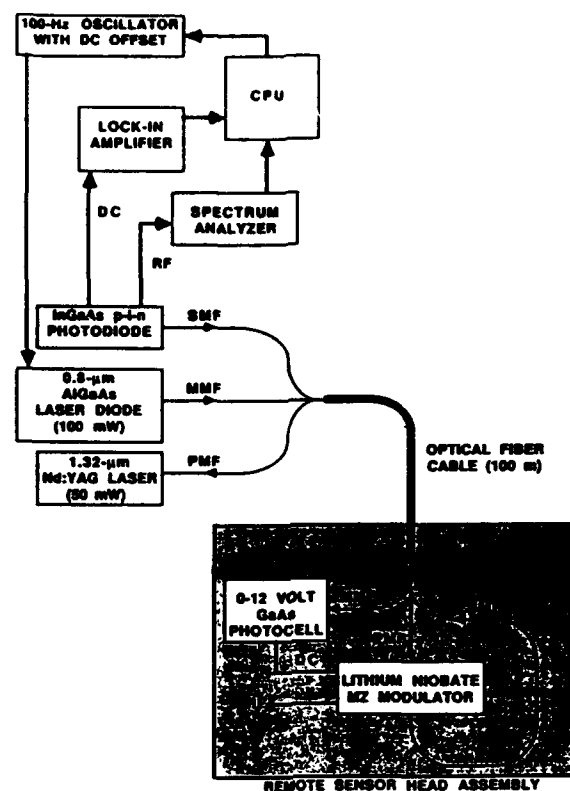 100-Hz OSCILLATOR
WITH DC OFFSET
CPU
LOCK-IN
AMPLIFIER
DC
SPECTRUM
ANALYZER
RF
InGaAs p-i-n
PHOTODIODE
SMF
0.8-μm
AlGaAs
LASER DIODE
(100 mW)
MMF
1.32-μm
Nd:YAG LASER
(50 mW)
PMF
OPTICAL FIBER
CABLE (100 m)
0-12 VOLT
GaAs
PHOTOCELL
DC
LITHIUM NIOBATE
MZ MODULATOR
REMOTE SENSOR HEAD ASSEMBLY